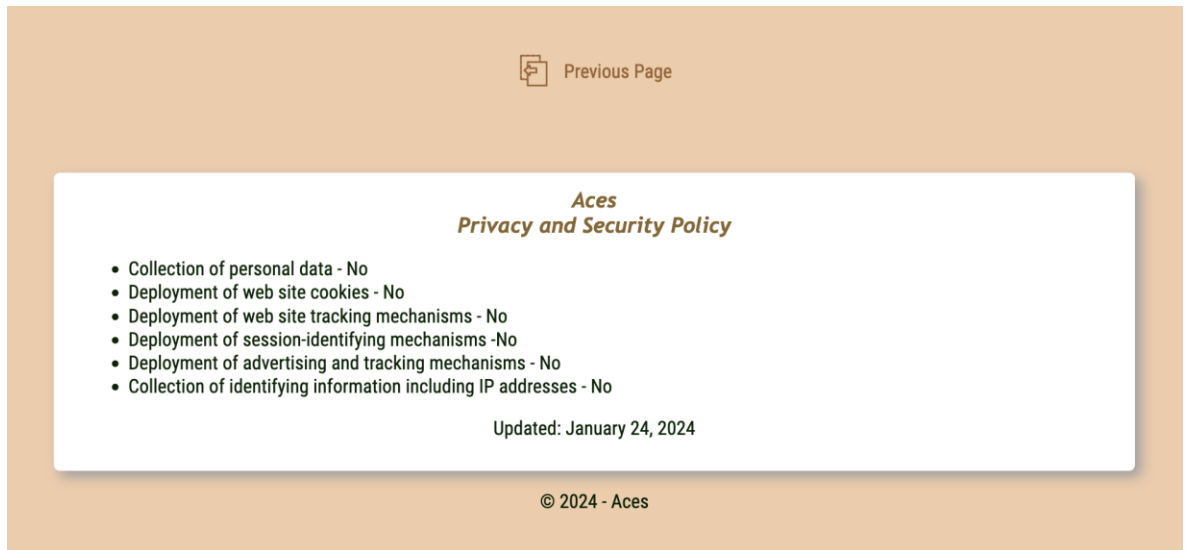 Previous Page
Aces
Privacy and Security Policy
• Collection of personal data - No
• Deployment of web site cookies - No
• Deployment of web site tracking mechanisms - No
• Deployment of session-identifying mechanisms -No
• Deployment of advertising and tracking mechanisms - No
• Collection of identifying information including IP addresses - No
Updated: January 24, 2024
© 2024 - Aces